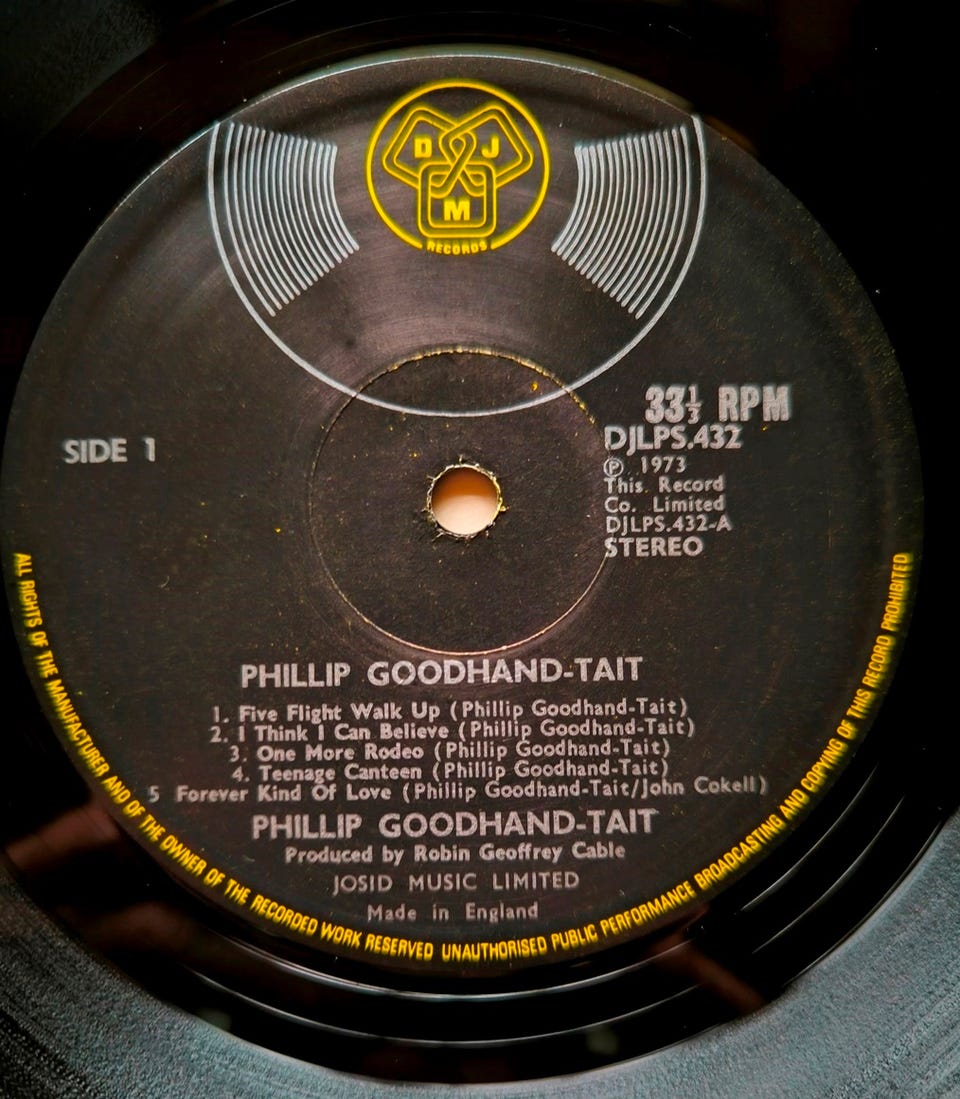 D J
M
RECORDS
33⅓ RPM
DJLPS.432
SIDE 1
Ⓟ 1973
This Record
Co. Limited
DJLPS.432-A
STEREO
PHILLIP GOODHAND-TAIT
1. Five Flight Walk Up (Phillip Goodhand-Tait)
2. I Think I Can Believe (Phillip Goodhand-Tait)
3. One More Rodeo (Phillip Goodhand-Tait)
4. Teenage Canteen (Phillip Goodhand-Tait)
5 Forever Kind Of Love (Phillip Goodhand-Tait/John Cokell)
PHILLIP GOODHAND-TAIT
Produced by Robin Geoffrey Cable
JOSID MUSIC LIMITED
Made in England
ALL RIGHTS OF THE MANUFACTURER AND OF THE OWNER OF THE RECORDED WORK RESERVED UNAUTHORISED PUBLIC PERFORMANCE BROADCASTING AND COPYING OF THIS RECORD PROHIBITED